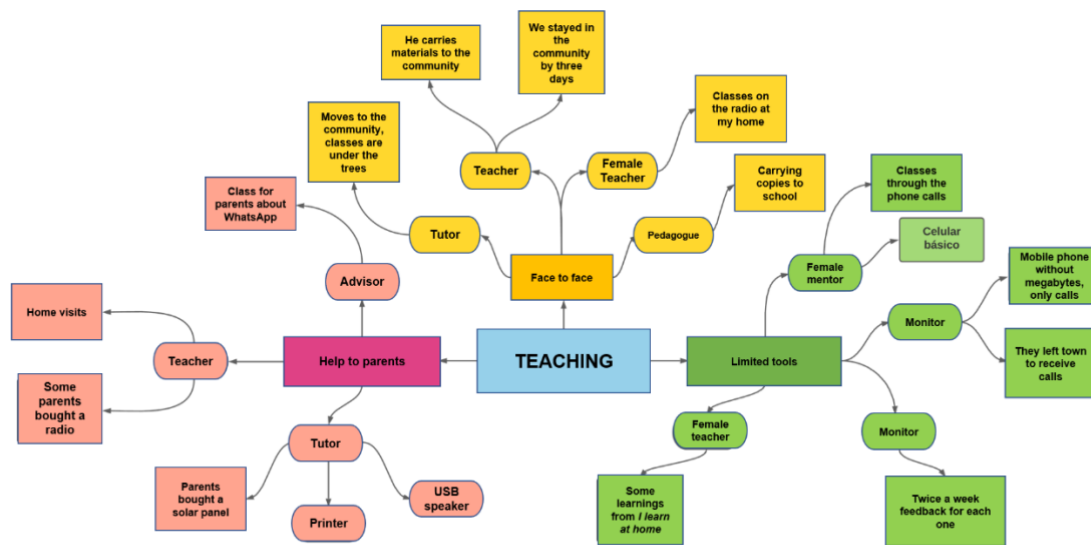 He carries
materials to the
community
We stayed in
the
community
by three
days
Classes on
the radio at
my home
Moves to the
community,
classes are
under the
trees
Teacher
Female
Teacher
Classes
through the
phone calls
Carrying
copies to
school
Class for
parents about
WhatsApp
Tutor
Pedagogue
Celular
básico
Advisor
Face to face
Female
mentor
Mobile phone
without
megabytes,
only calls
Home visits
Monitor
Teacher
Help to parents
TEACHING
Limited tools
They left town
to receive
calls
Some
parents
bought a
radio
Female
teacher
Monitor
Tutor
Parents
bought a
solar panel
USB
speaker
Printer
Some
learnings
from I learn
at home
Twice a week
feedback for each
one